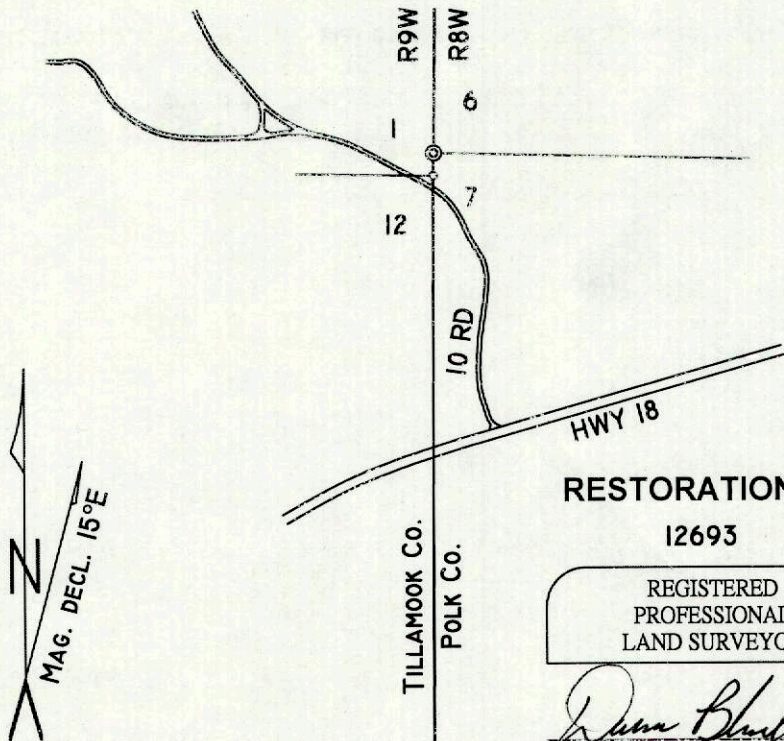 R9W
R8W
6
1
7
12
10 RD
HWY 18
N
MAG. DECL. 15°E
TILLAMOOK CO.
POLK CO.
RESTORATION
12693
REGISTERED
PROFESSIONAL
LAND SURVEYO